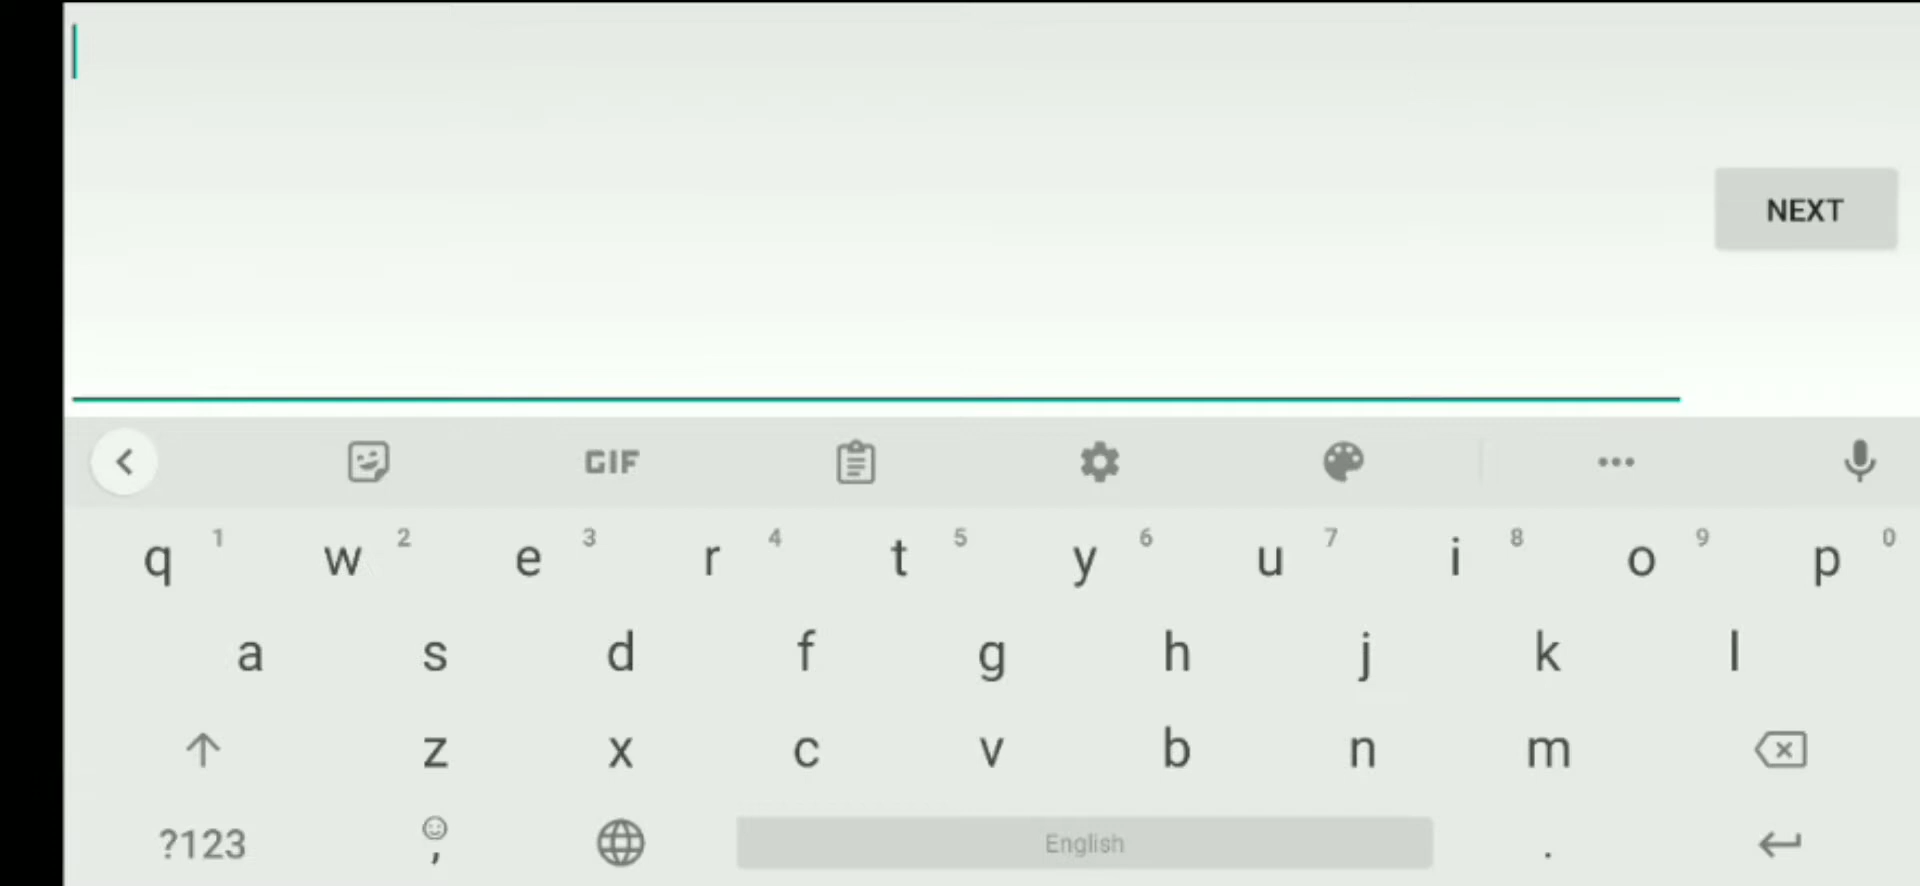 NEXT
GIF
q 1 w 2 e 3 r 4 t 5 y 6 u 7 i 8 o 9 p 0
a s d f g h j k l
z x c v b n m
?123 , English .